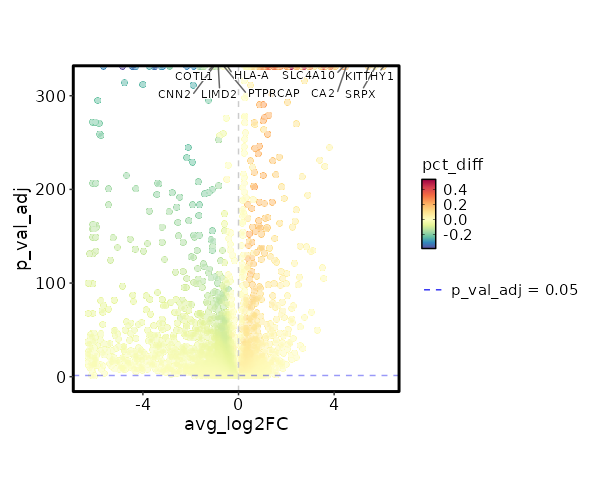 COTL1 HLA-A SLC4A10 KIT THY1
CNN2 LIMD2 PTPRCAP CA2 SRPX
300
200
100
0
p_val_adj
-4 0 4
avg_log2FC
pct_diff
0.4
0.2
0.0
-0.2
p_val_adj = 0.05